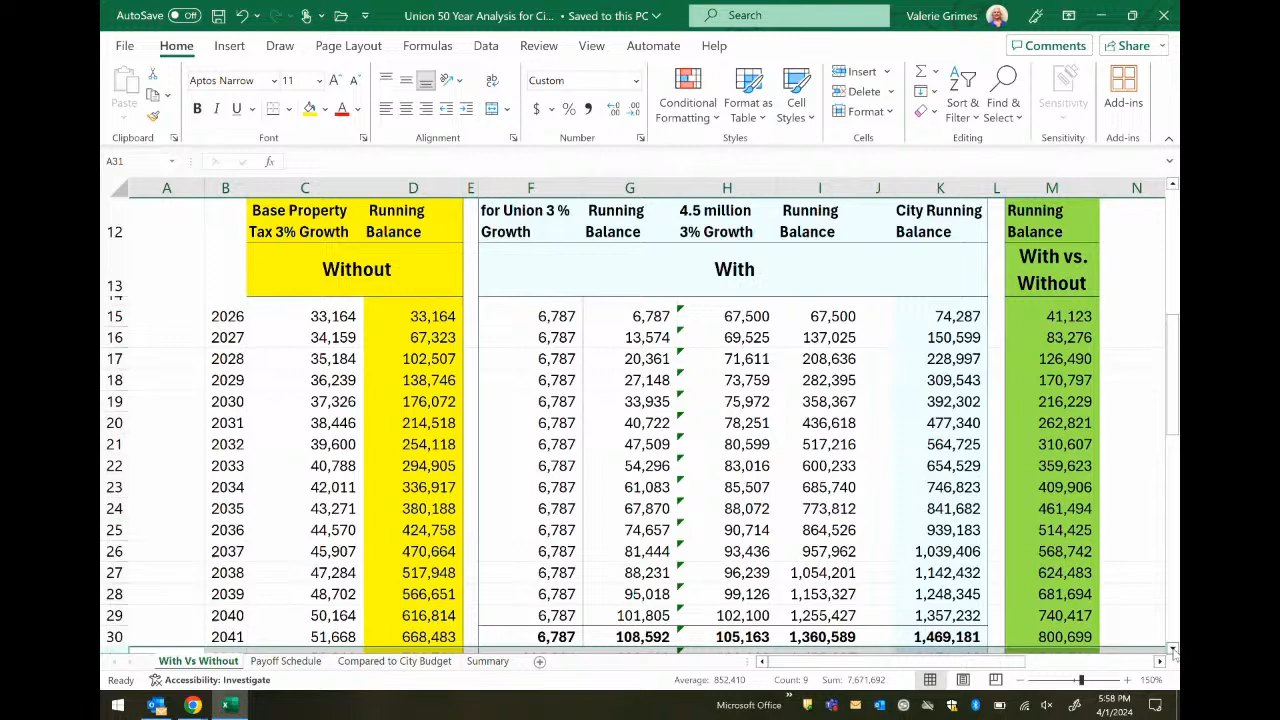 AutoSave Off Union 50 Year Analysis for Ci... • Saved to this PC Search Valerie Grimes
File Home Insert Draw Page Layout Formulas Data Review View Automate Help Comments Share
Paste Aptos Narrow 11 Custom Conditional Formatting Format as Table Cell Styles Insert Delete Format Sort & Filter Find & Select Sensitivity Add-ins
Clipboard Font Alignment Number Styles Cells Editing Sensitivity Add-ins
A31 fx
A B C D E F G H I J K L M N
Base Property Running for Union 3 % Running 4.5 million Running City Running Running
12 Tax 3% Growth Balance Growth Balance 3% Growth Balance Balance Balance
13 Without With With vs. Without
14
15 2026 33,164 33,164 6,787 6,787 67,500 67,500 74,287 41,123
16 2027 34,159 67,323 6,787 13,574 69,525 137,025 150,599 83,276
17 2028 35,184 102,507 6,787 20,361 71,611 208,636 228,997 126,490
18 2029 36,239 138,746 6,787 27,148 73,759 282,395 309,543 170,797
19 2030 37,326 176,072 6,787 33,935 75,972 358,367 392,302 216,229
20 2031 38,446 214,518 6,787 40,722 78,251 436,618 477,340 262,821
21 2032 39,600 254,118 6,787 47,509 80,599 517,216 564,725 310,607
22 2033 40,788 294,905 6,787 54,296 83,016 600,233 654,529 359,623
23 2034 42,011 336,917 6,787 61,083 85,507 685,740 746,823 409,906
24 2035 43,271 380,188 6,787 67,870 88,072 773,812 841,682 461,494
25 2036 44,570 424,758 6,787 74,657 90,714 864,526 939,183 514,425
26 2037 45,907 470,664 6,787 81,444 93,436 957,962 1,039,406 568,742
27 2038 47,284 517,948 6,787 88,231 96,239 1,054,201 1,142,432 624,483
28 2039 48,702 566,651 6,787 95,018 99,126 1,153,327 1,248,345 681,694
29 2040 50,164 616,814 6,787 101,805 102,100 1,255,427 1,357,232 740,417
30 2041 51,668 668,483 6,787 108,592 105,163 1,360,589 1,469,181 800,699
With Vs Without Payoff Schedule Compared to City Budget Summary
Ready Accessibility: Investigate Average: 852,410 Count: 9 Sum: 7,671,692 150%
Microsoft Office 5:58 PM
4/1/2024